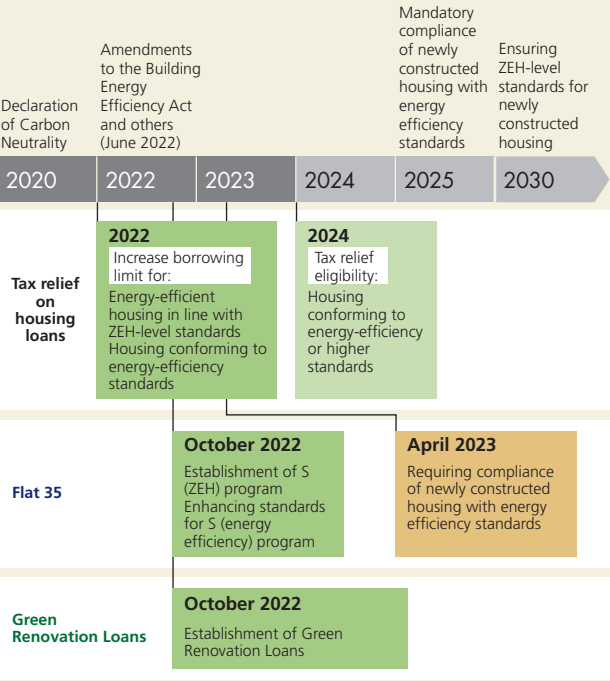 Declaration
of Carbon
Neutrality
Amendments
to the Building
Energy
Efficiency Act
and others
(June 2022)
Mandatory
compliance
of newly
constructed
housing with
energy
efficiency
standards
Ensuring
ZEH-level
standards for
newly
constructed
housing
2020
2022
2023
2024
2025
2030
Tax relief
on
housing
loans
2022
Increase borrowing
limit for:
Energy-efficient
housing in line with
ZEH-level standards
Housing conforming to
energy-efficiency
standards
2024
Tax relief
eligibility:
Housing
conforming to
energy-efficiency
or higher
standards
Flat 35
October 2022
Establishment of S
(ZEH) program
Enhancing standards
for S (energy
efficiency) program
April 2023
Requiring compliance
of newly constructed
housing with energy
efficiency standards
Green
Renovation Loans
October 2022
Establishment of Green
Renovation Loans